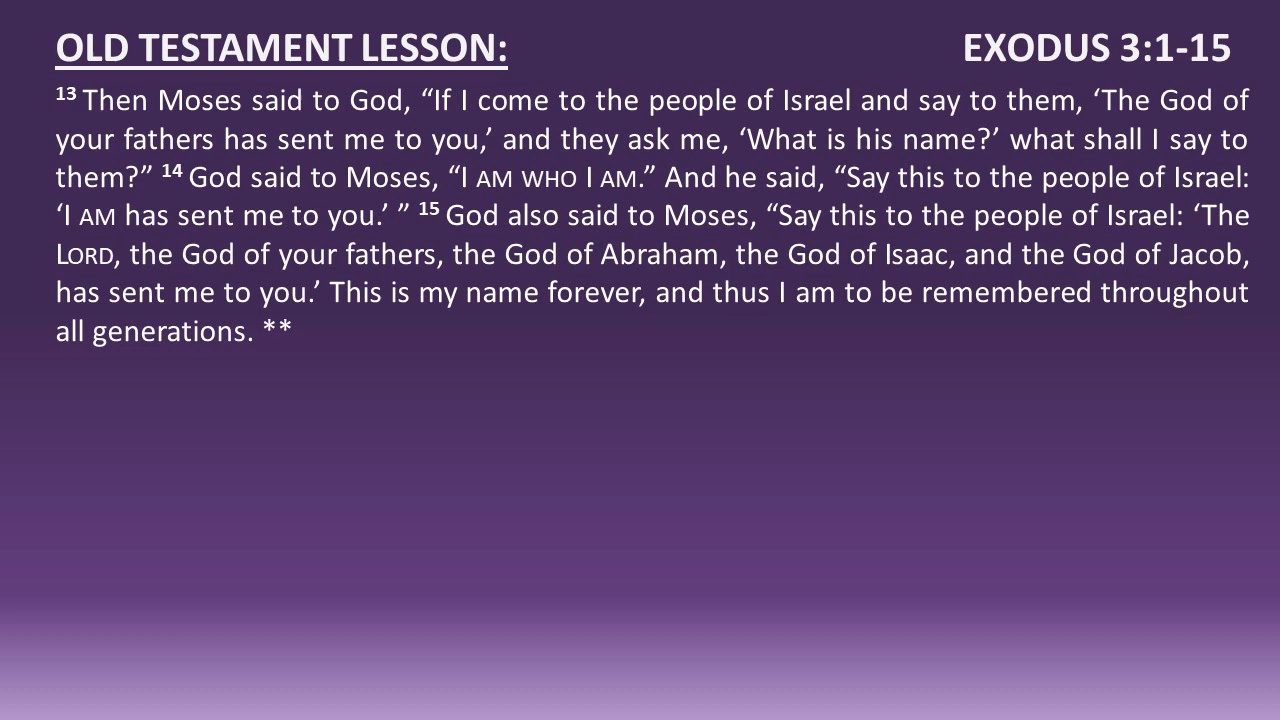 OLD TESTAMENT LESSON: EXODUS 3:1-15
13 Then Moses said to God, “If I come to the people of Israel and say to them, ‘The God of
your fathers has sent me to you,’ and they ask me, ‘What is his name?’ what shall I say to
them?” 14 God said to Moses, “I AM WHO I AM.” And he said, “Say this to the people of Israel:
‘I AM has sent me to you.’ ” 15 God also said to Moses, “Say this to the people of Israel: ‘The
LORD, the God of your fathers, the God of Abraham, the God of Isaac, and the God of Jacob,
has sent me to you.’ This is my name forever, and thus I am to be remembered throughout
all generations. **